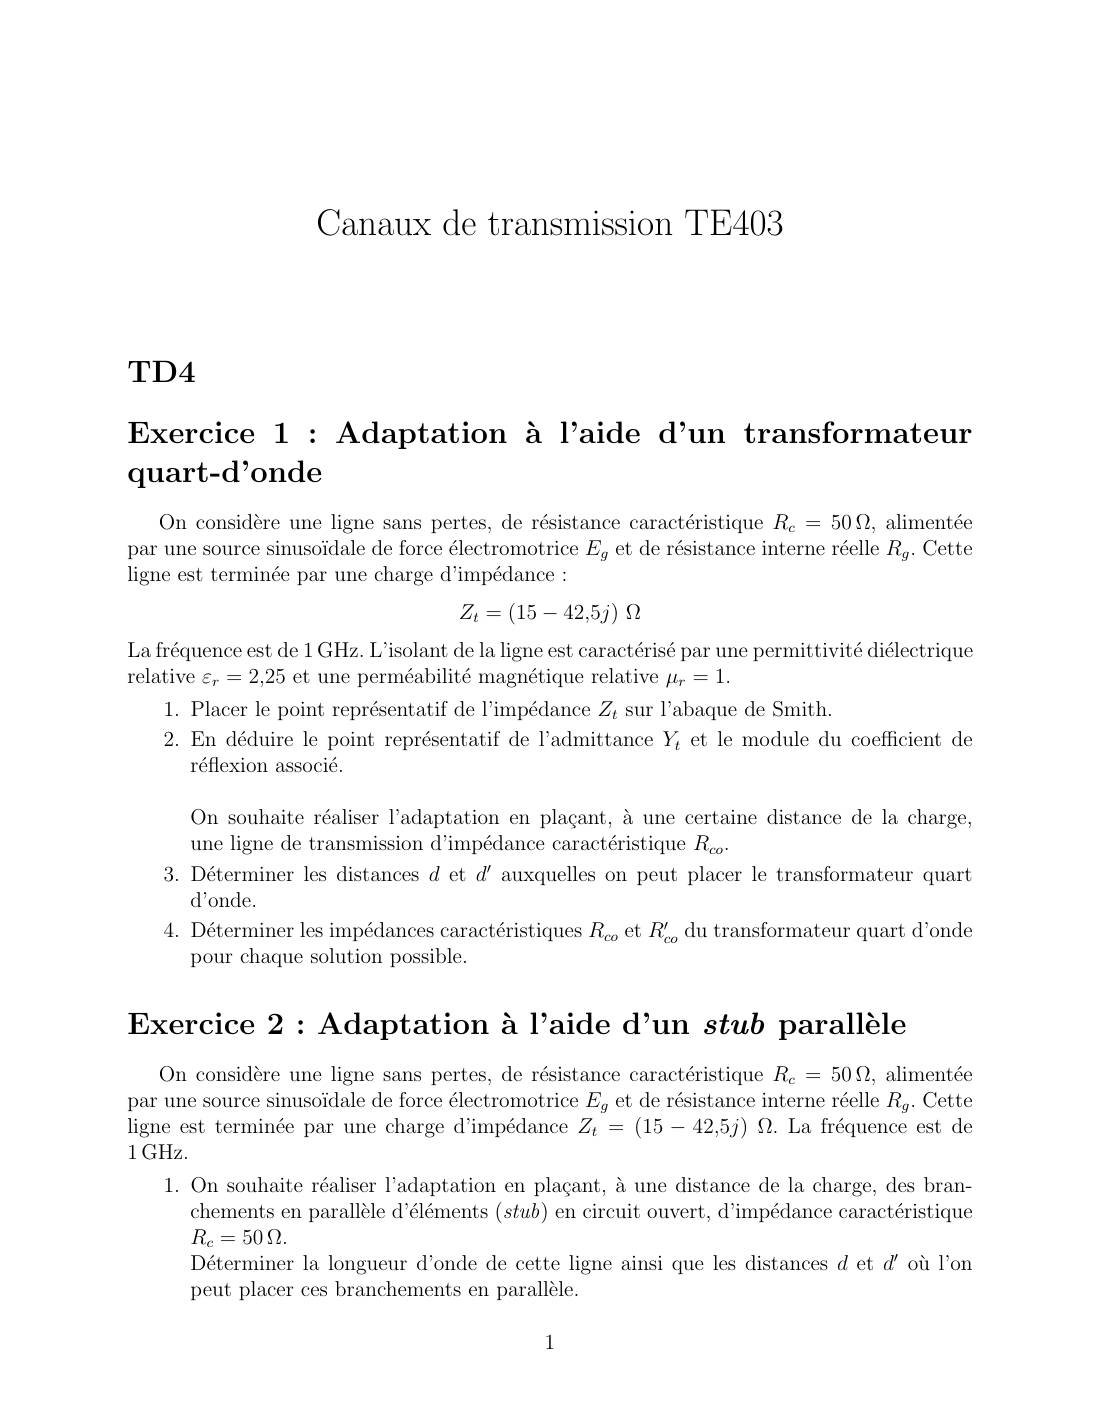 Canaux de transmission TE403
TD4
Exercice 1 : Adaptation à l'aide d'un transformateur
quart-d'onde
On considère une ligne sans pertes, de résistance caractéristique R_c = 50 Ω, alimentée
par une source sinusoïdale de force électromotrice E_g et de résistance interne réelle R_g. Cette
ligne est terminée par une charge d'impédance :
Z_t = (15 − 42,5j) Ω
La fréquence est de 1 GHz. L'isolant de la ligne est caractérisé par une permittivité diélectrique
relative ε_r = 2,25 et une perméabilité magnétique relative μ_r = 1.
1. Placer le point représentatif de l'impédance Z_t sur l'abaque de Smith.
2. En déduire le point représentatif de l'admittance Y_t et le module du coefficient de
réflexion associé.
On souhaite réaliser l'adaptation en plaçant, à une certaine distance de la charge,
une ligne de transmission d'impédance caractéristique R_co.
3. Déterminer les distances d et d′ auxquelles on peut placer le transformateur quart
d'onde.
4. Déterminer les impédances caractéristiques R_co et R′_co du transformateur quart d'onde
pour chaque solution possible.
Exercice 2 : Adaptation à l'aide d'un stub parallèle
On considère une ligne sans pertes, de résistance caractéristique R_c = 50 Ω, alimentée
par une source sinusoïdale de force électromotrice E_g et de résistance interne réelle R_g. Cette
ligne est terminée par une charge d'impédance Z_t = (15 − 42,5j) Ω. La fréquence est de
1 GHz.
1. On souhaite réaliser l'adaptation en plaçant, à une distance de la charge, des bran-
chements en parallèle d'éléments (stub) en circuit ouvert, d'impédance caractéristique
R_c = 50 Ω.
Déterminer la longueur d'onde de cette ligne ainsi que les distances d et d′ où l'on
peut placer ces branchements en parallèle.
1